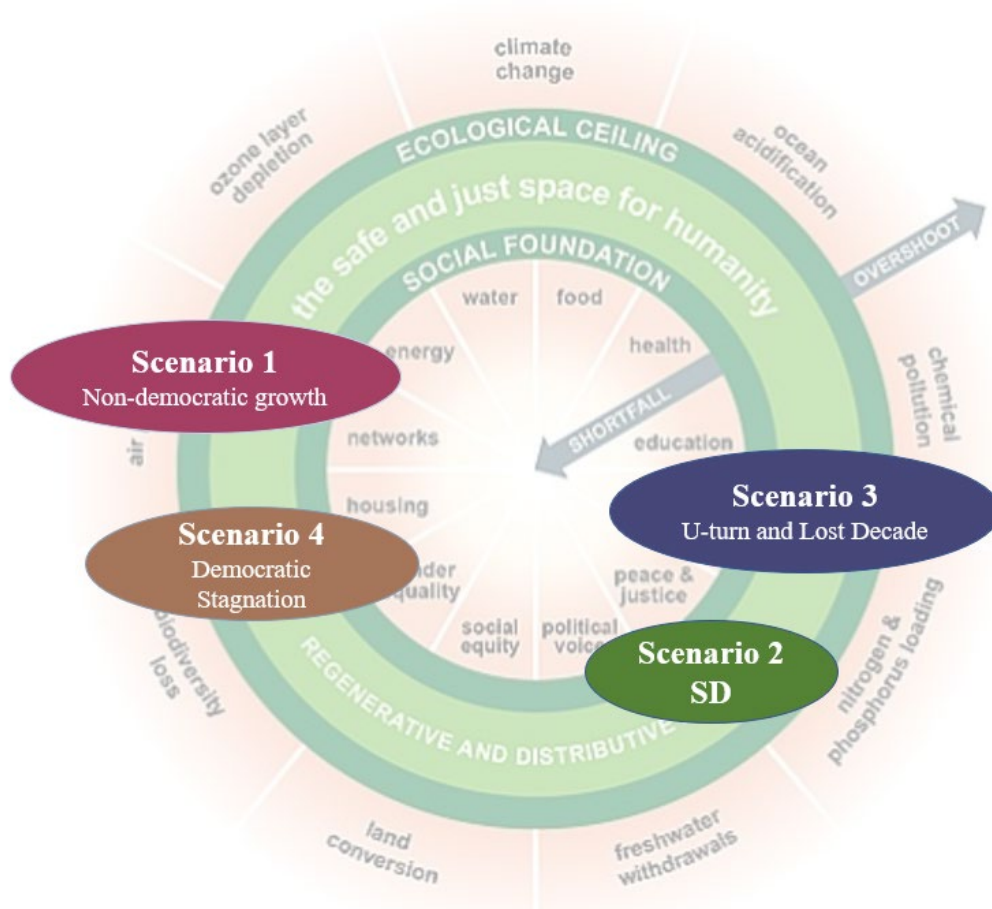 climate
change
ozone layer
depletion
ocean
acidification
ECOLOGICAL CEILING
the safe and just space for humanity
SOCIAL FOUNDATION
OVERSHOOT
water
food
energy
health
SHORTFALL
chemical
pollution
Scenario 1
Non-democratic growth
air
networks
education
housing
Scenario 3
U-turn and Lost Decade
Scenario 4
Democratic
Stagnation
peace &
justice
social
equity
political
voice
Scenario 2
SD
biodiversity
loss
nitrogen &
phosphorus loading
REGENERATIVE AND DISTRIBUTIVE
land
conversion
freshwater
withdrawals